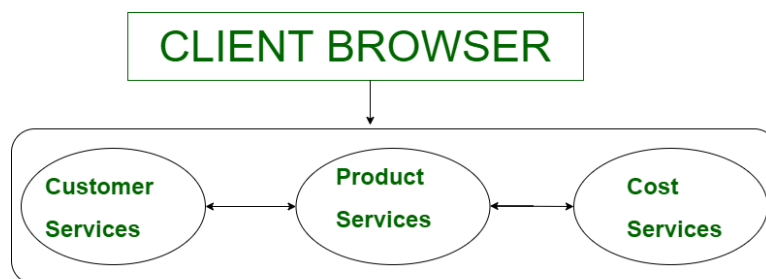 CLIENT BROWSER
Customer
Services
Product
Services
Cost
Services